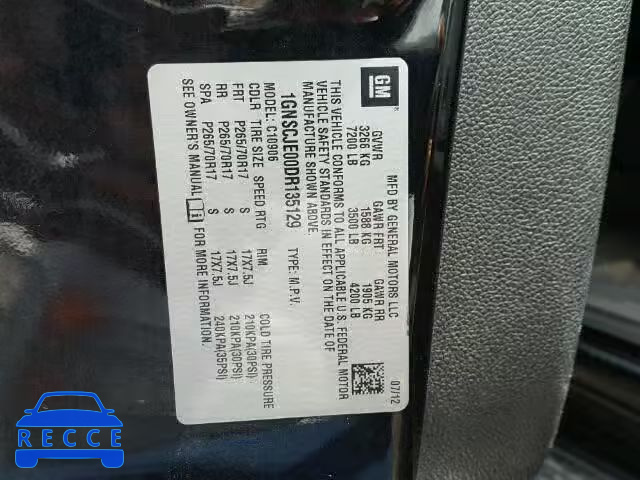 GM
MFD BY GENERAL MOTORS LLC
07/12
GVWR GAWR FRT GAWR RR
3266 KG 1588 KG 1905 KG
7200 LB 3500 LB 4200 LB
THIS VEHICLE CONFORMS TO ALL APPLICABLE U.S. FEDERAL MOTOR
VEHICLE SAFETY STANDARDS IN EFFECT ON THE DATE OF
MANUFACTURE SHOWN ABOVE.
1GNSCJE00DR135129 TYPE: M.P.V.
MODEL: C10906
CDLR TIRE SIZE SPEED RTG RIM COLD TIRE PRESSURE
FRT P265/70R17 S 17X7.5J 210KPA(30PSI)
RR P265/70R17 S 17X7.5J 210KPA(30PSI)
SPA P265/70R17 S 17X7.5J 240KPA(35PSI)
SEE OWNER'S MANUAL i FOR MORE INFORMATION.
RECCE